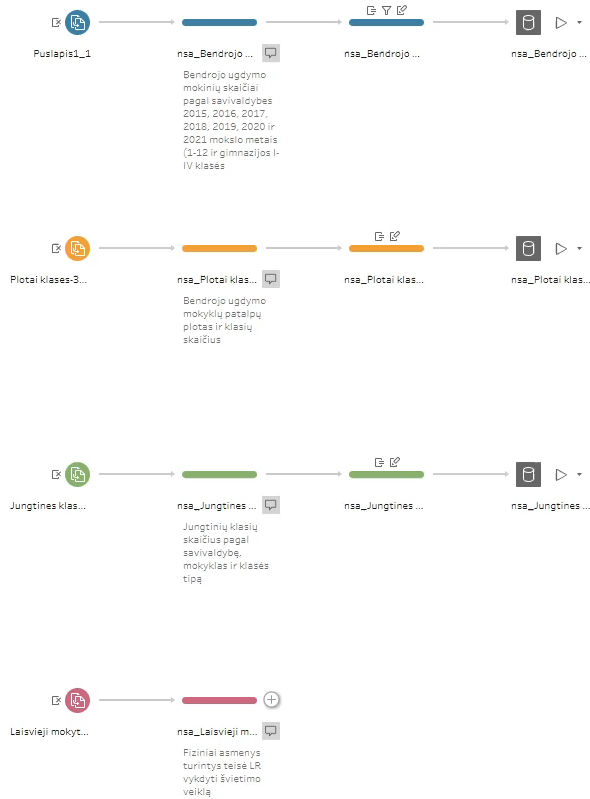 Puslapis1_1
nsa_Bendrojo ...
nsa_Bendrojo ...
nsa_Bendrojo ...
Bendrojo ugdymo
mokinių skaičiai
pagal savivaldybes
2015, 2016, 2017,
2018, 2019, 2020 ir
2021 mokslo metais
(1-12 ir gimnazijos I-
IV klasės
Plotai klases-3...
nsa_Plotai klas...
nsa_Plotai klas...
nsa_Plotai klas...
Bendrojo ugdymo
mokyklų patalpų
plotas ir klasių
skaičius
Jungtines klas...
nsa_Jungtines ...
nsa_Jungtines ...
nsa_Jungtines ...
Jungtinių klasių
skaičius pagal
savivaldybę,
mokyklas ir klasės
tipą
Laisvieji mokyt...
nsa_Laisvieji m...
Fiziniai asmenys
turintys teisė LR
vykdyti švietimo
veiklą